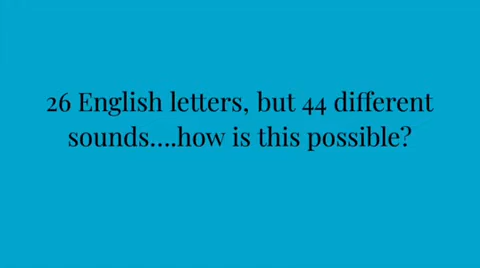 26 English letters, but 44 different
sounds....how is this possible?